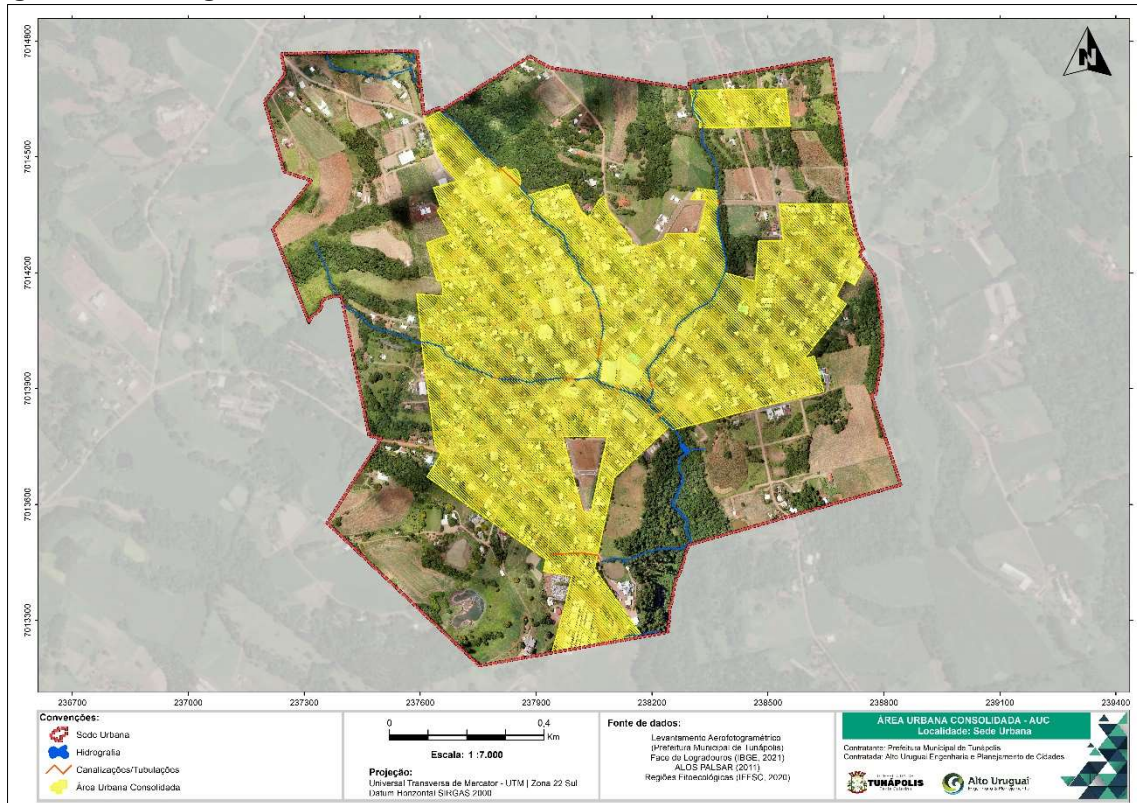 N
7014800
7014500
7014200
7013900
7013600
7013300
236700 237000 237300 237600 237900 238200 238500 238800 239100 239400
Convenções:
Sede Urbana
Hidrografia
Canalizações/Tubulações
Área Urbana Consolidada
0 0,4
Km
Escala: 1 :7.000
Projeção:
Universal Transversa de Mercator - UTM | Zona 22 Sul
Datum Horizontal SIRGAS 2000
Fonte de dados:
Levantamento Aerofotogramétrico
(Prefeitura Municipal de Tunápolis)
Face de Logradouros (IBGE, 2021)
ALOS PALSAR (2011)
Regiões Fitoecológicas (IFFSC, 2020)
ÁREA URBANA CONSOLIDADA - AUC
Localidade: Sede Urbana
Contratante: Prefeitura Municipal de Tunápolis
Contratada: Alto Uruguai Engenharia e Planejamento de Cidades
TUNÁPOLIS
Alto Uruguai
Engenharia e Planejamento